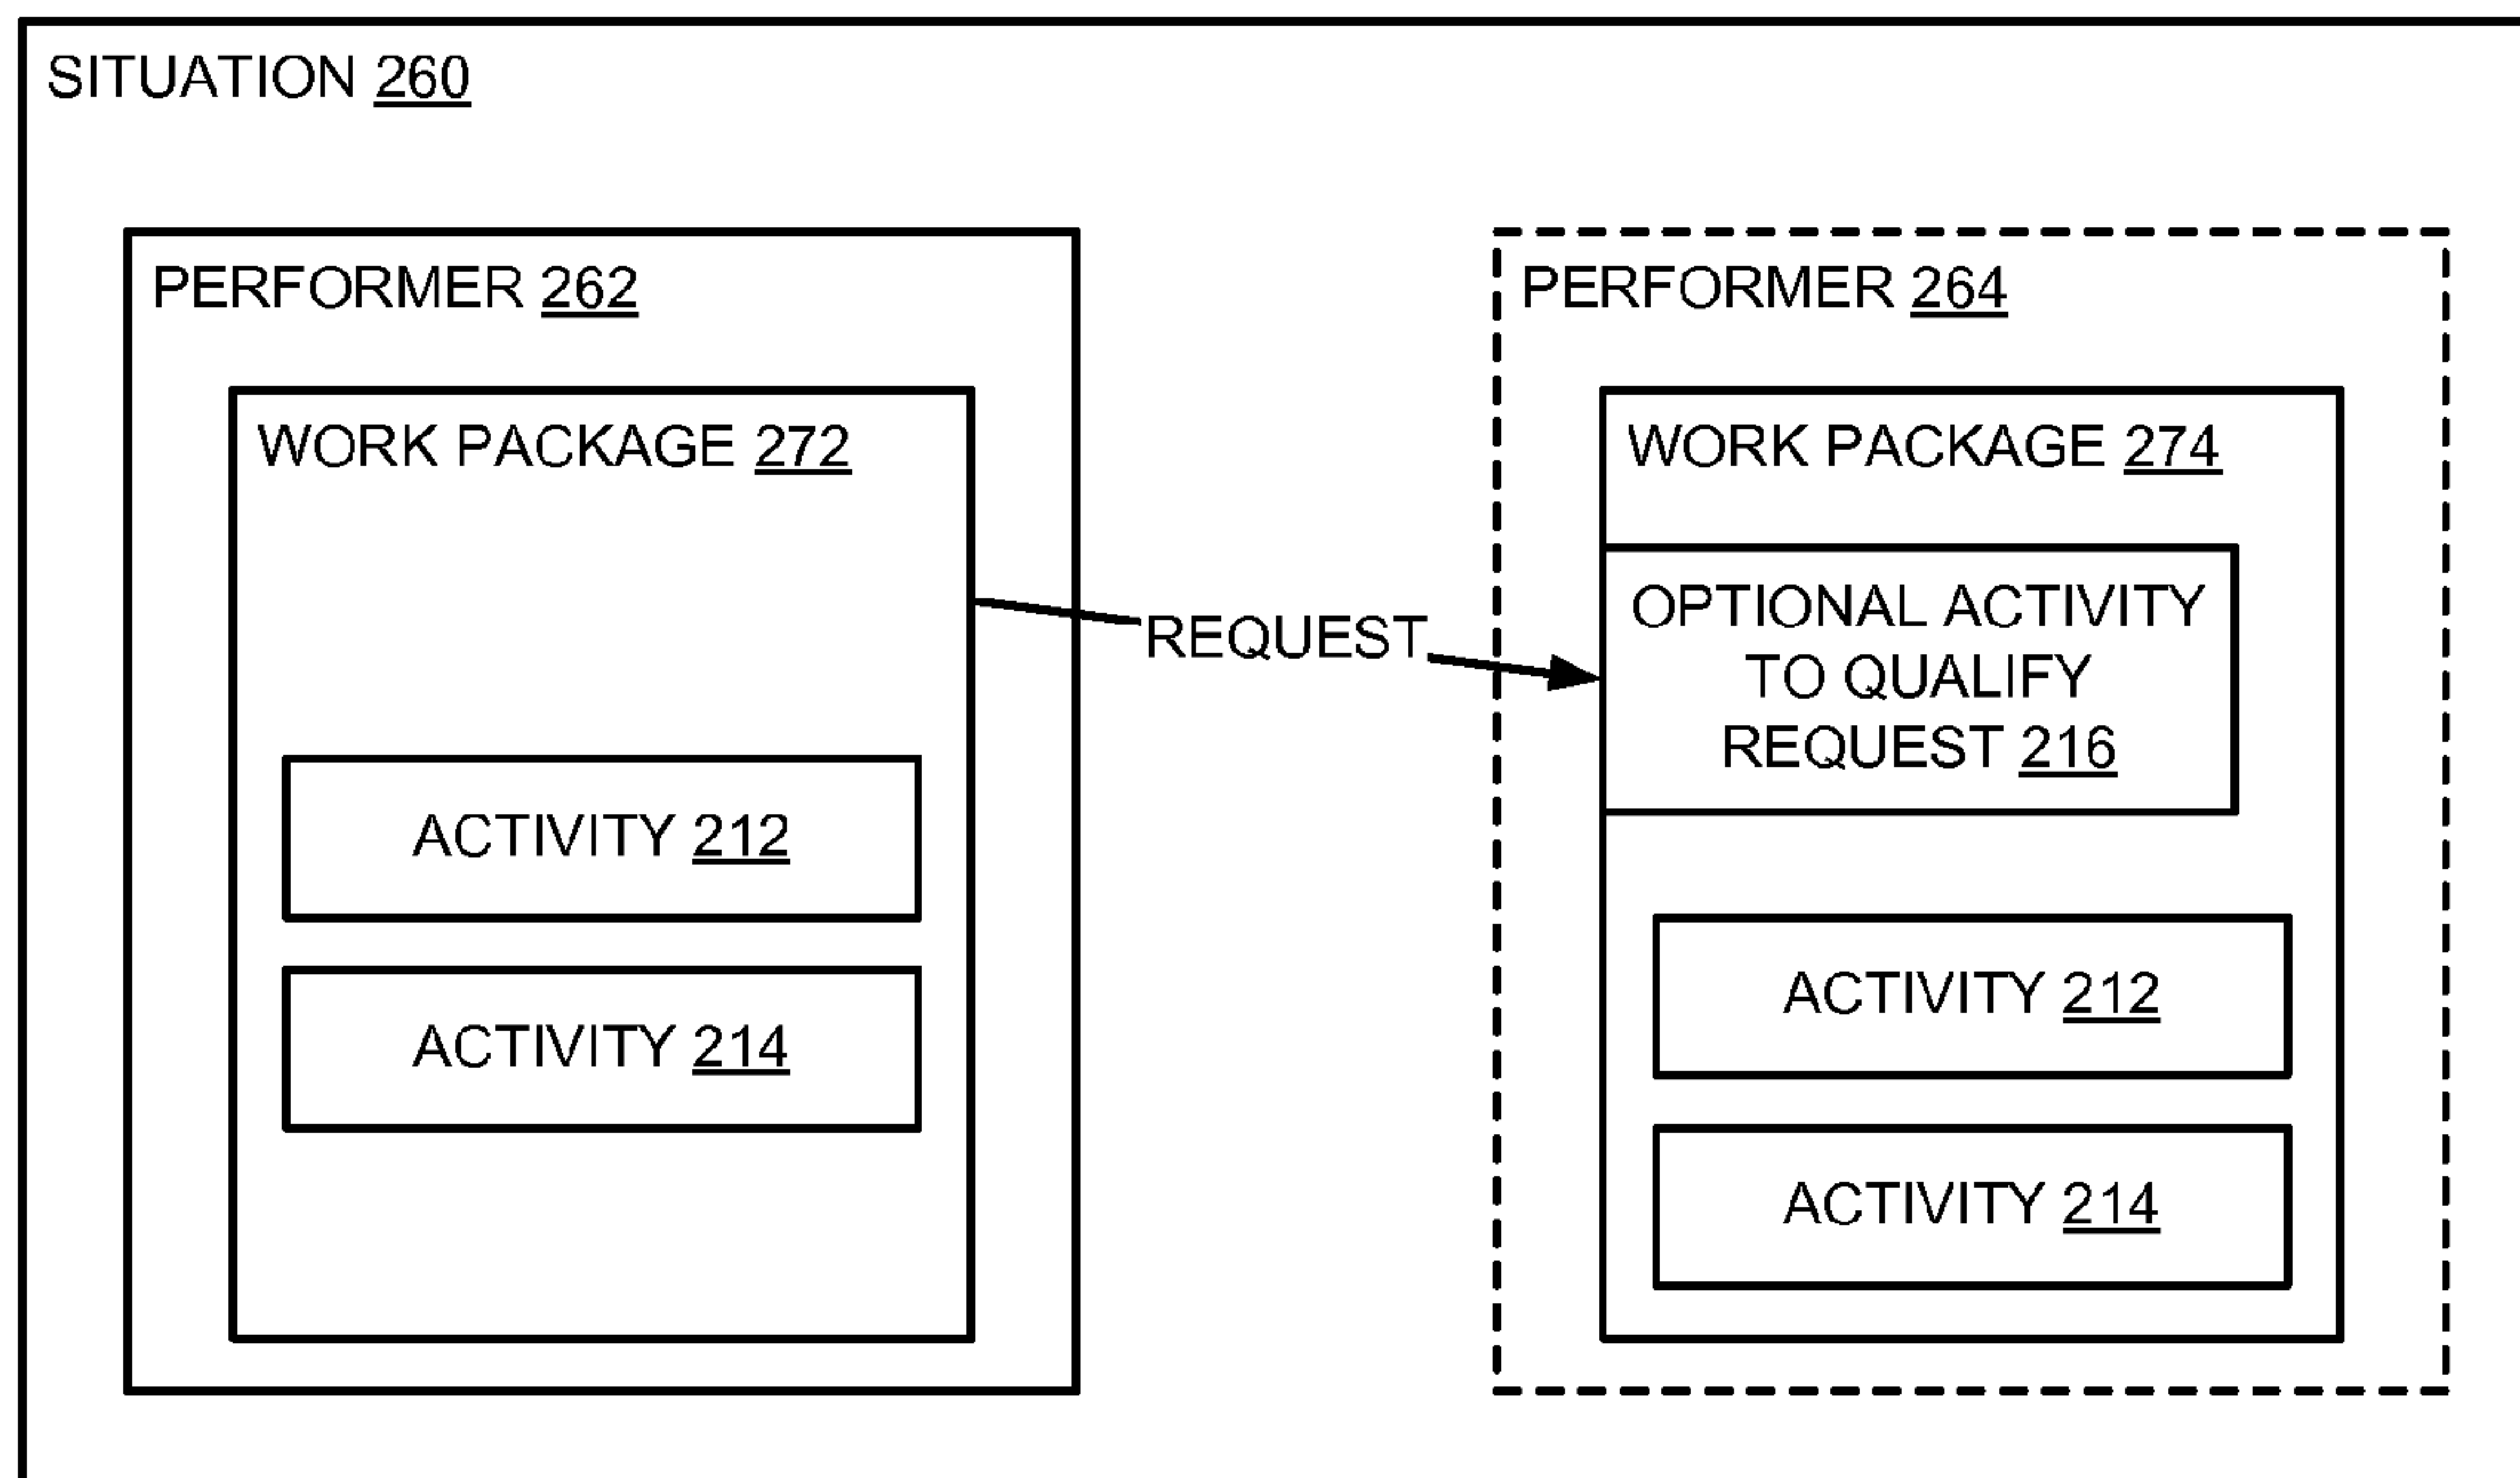 SITUATION 260
PERFORMER 262
WORK PACKAGE 272
ACTIVITY 212
ACTIVITY 214
REQUEST
PERFORMER 264
WORK PACKAGE 274
OPTIONAL ACTIVITY
TO QUALIFY
REQUEST 216
ACTIVITY 212
ACTIVITY 214